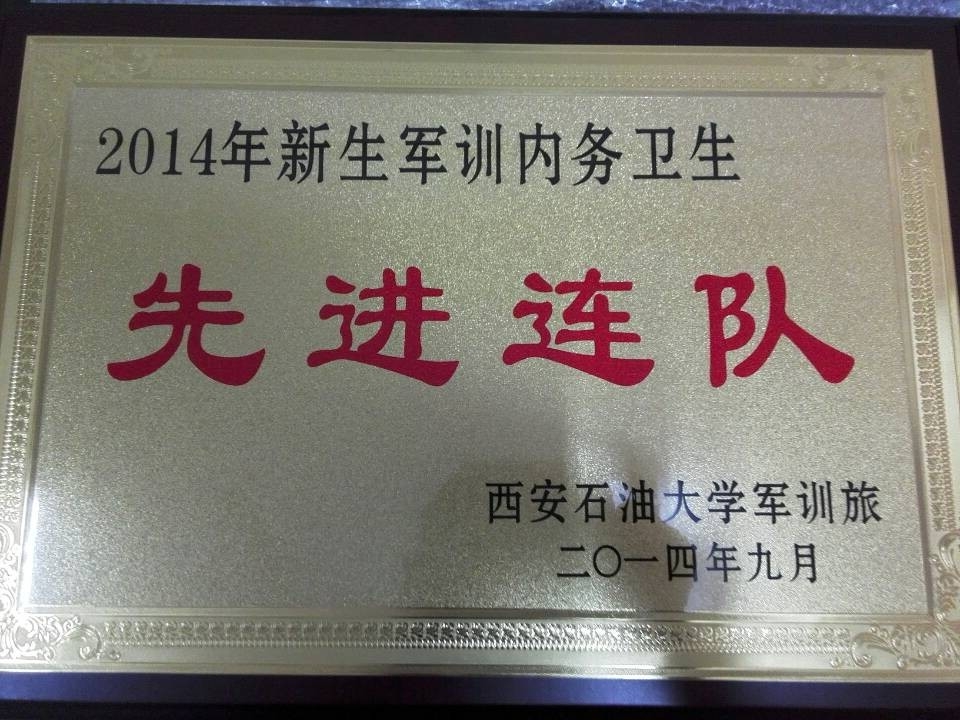 2014年新生军训内务卫生
先进连队
西安石油大学军训旅
二〇一四年九月